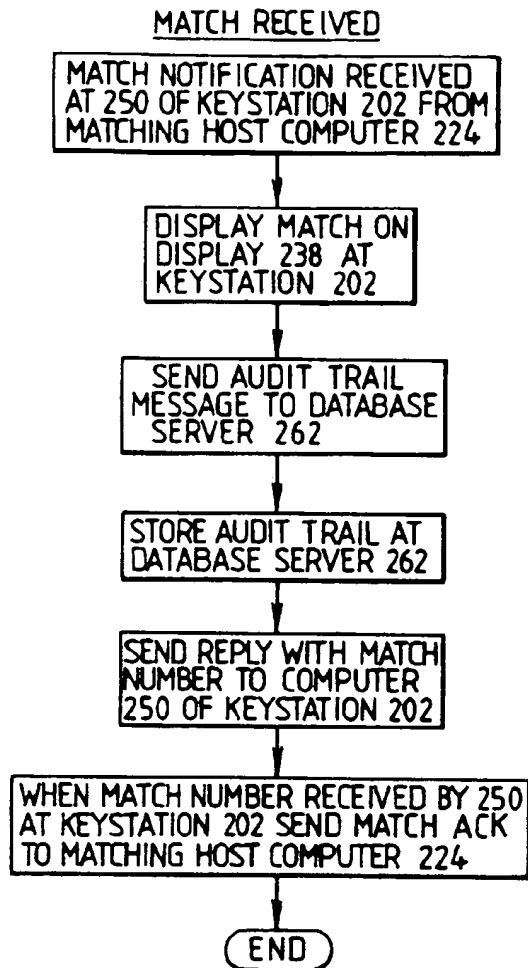 MATCH RECEIVED
MATCH NOTIFICATION RECEIVED
AT 250 OF KEYSTATION 202 FROM
MATCHING HOST COMPUTER 224
DISPLAY MATCH ON
DISPLAY 238 AT
KEYSTATION 202
SEND AUDIT TRAIL
MESSAGE TO DATABASE
SERVER 262
STORE AUDIT TRAIL AT
DATABASE SERVER 262
SEND REPLY WITH MATCH
NUMBER TO COMPUTER
250 OF KEYSTATION 202
WHEN MATCH NUMBER RECEIVED BY 250
AT KEYSTATION 202 SEND MATCH ACK
TO MATCHING HOST COMPUTER 224
END